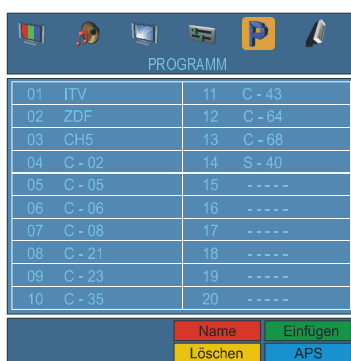 PROGRAMM
01 ITV 11 C - 43
02 ZDF 12 C - 64
03 CH5 13 C - 68
04 C - 02 14 S - 40
05 C - 05 15 - - - - -
06 C - 06 16 - - - - -
07 C - 08 17 - - - - -
08 C - 21 18 - - - - -
09 C - 23 19 - - - - -
10 C - 35 20 - - - - -
Name Einfügen
Löschen APS